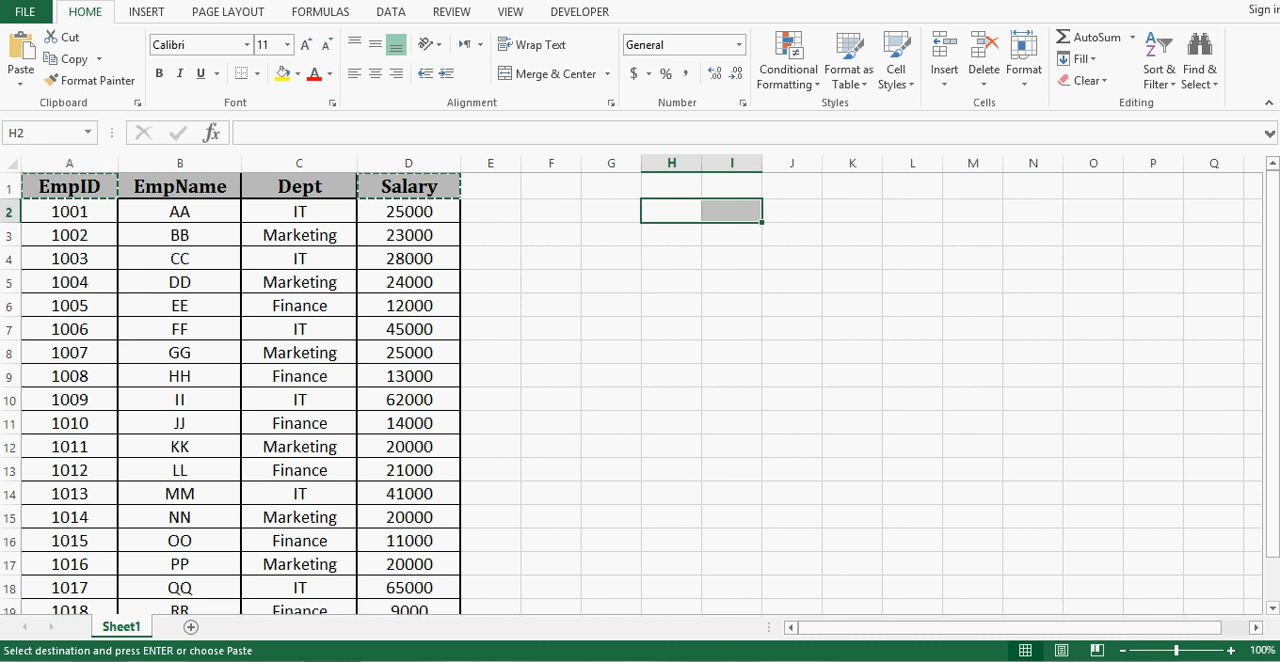 FILE HOME INSERT PAGE LAYOUT FORMULAS DATA REVIEW VIEW DEVELOPER Sign in
Paste
Cut
Copy
Format Painter
Clipboard
Calibri 11
B I U A A A
Font
Wrap Text
Merge & Center
Alignment
General
$ % , .0 .00 .00 .0
Number
Conditional Formatting
Format as Table
Cell Styles
Styles
Insert Delete Format
Cells
AutoSum
Fill
Clear
Sort & Filter
Find & Select
Editing
H2 fx
A B C D E F G H I J K L M N O P Q
1 EmpID EmpName Dept Salary
2 1001 AA IT 25000
3 1002 BB Marketing 23000
4 1003 CC IT 28000
5 1004 DD Marketing 24000
6 1005 EE Finance 12000
7 1006 FF IT 45000
8 1007 GG Marketing 25000
9 1008 HH Finance 13000
10 1009 II IT 62000
11 1010 JJ Finance 14000
12 1011 KK Marketing 20000
13 1012 LL Finance 21000
14 1013 MM IT 41000
15 1014 NN Marketing 20000
16 1015 OO Finance 11000
17 1016 PP Marketing 20000
18 1017 QQ IT 65000
19 1018 RR Finance 9000
Sheet1
Select destination and press ENTER or choose Paste 100%